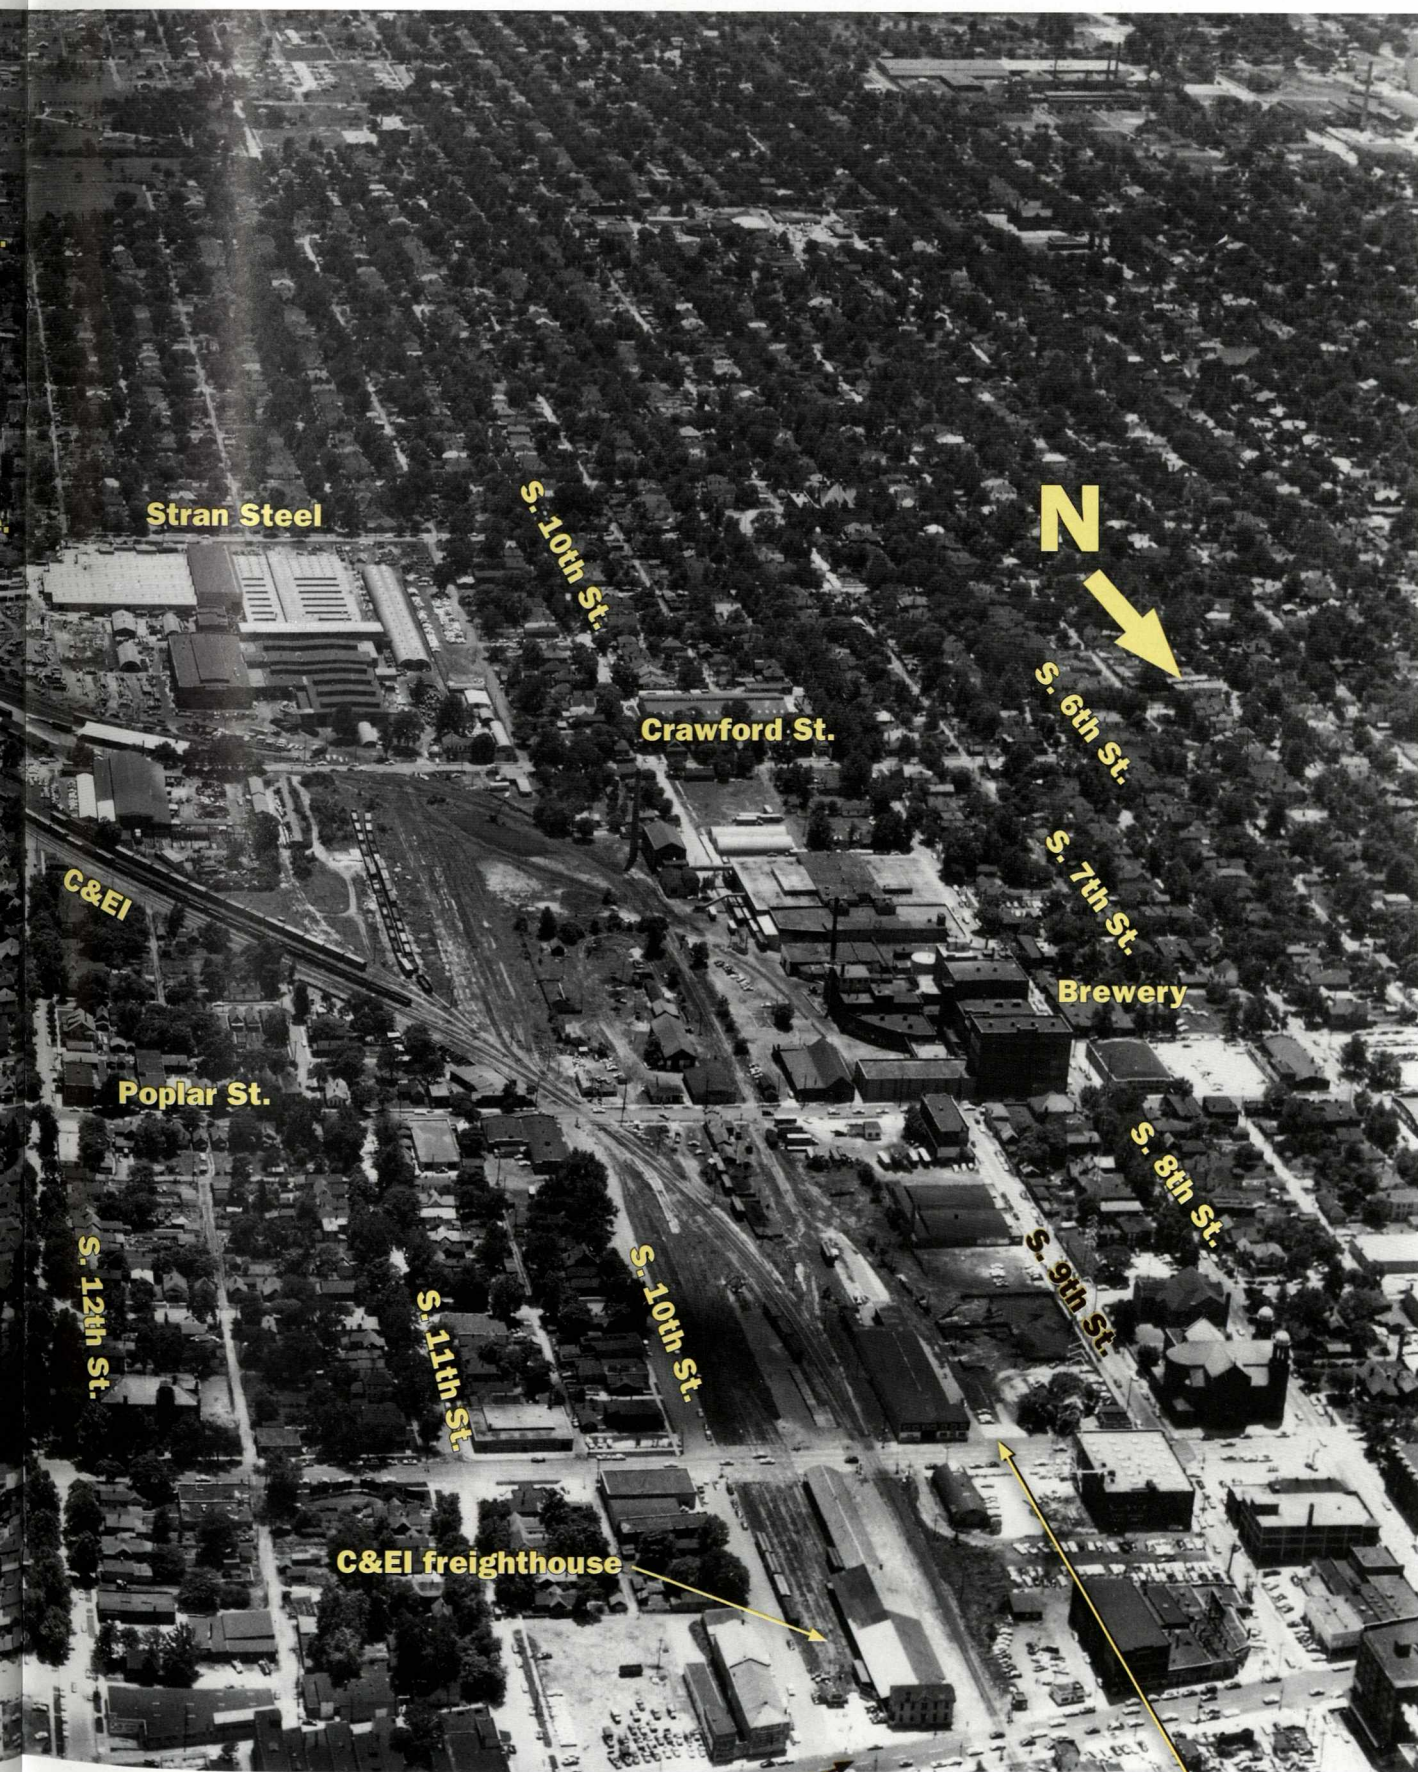 Stran Steel
S. 10th St.
N
S. 6th St.
Crawford St.
S. 7th St.
C&EI
Brewery
Poplar St.
S. 8th St.
S. 9th St.
S. 12th St.
S. 11th St.
S. 10th St.
C&EI freighthouse